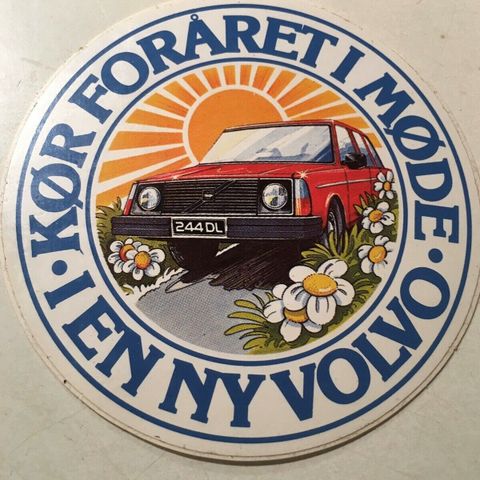 KØR FORÅRET I MØDE
I EN NY VOLVO
244 DL